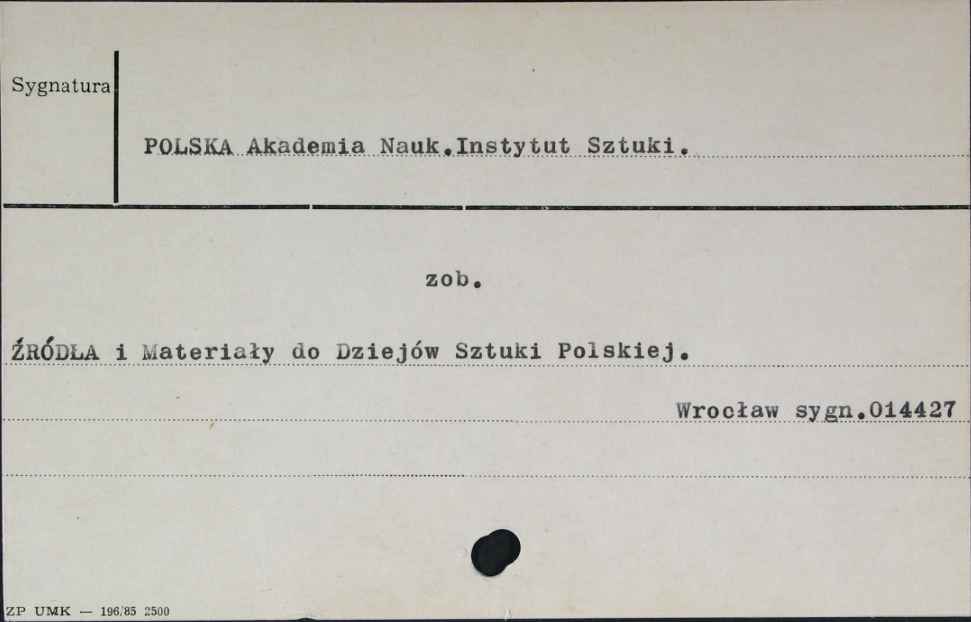 Sygnatura
POLSKA Akademia Nauk.Instytut Sztuki.
zob.
ŹRÓDŁA i Materiały do Dziejów Sztuki Polskiej.
Wrocław sygn.014427
ZP UMK — 196/85 2500